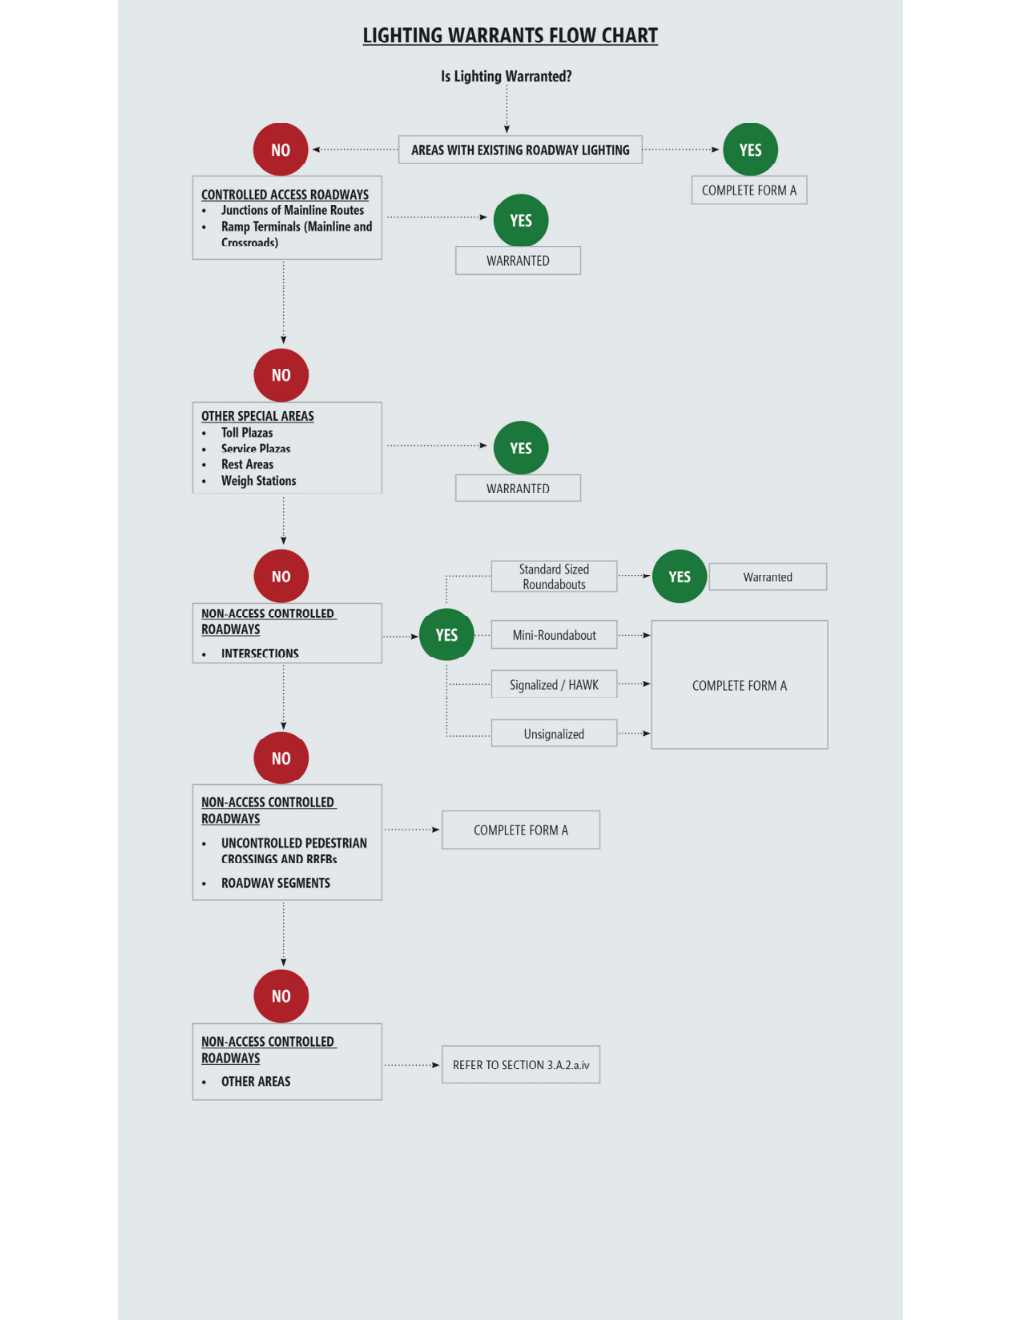 LIGHTING WARRANTS FLOW CHART
Is Lighting Warranted?
NO
AREAS WITH EXISTING ROADWAY LIGHTING
YES
COMPLETE FORM A
CONTROLLED ACCESS ROADWAYS
• Junctions of Mainline Routes
• Ramp Terminals (Mainline and
Crossroads)
YES
WARRANTED
NO
OTHER SPECIAL AREAS
• Toll Plazas
• Service Plazas
• Rest Areas
• Weigh Stations
YES
WARRANTED
NO
NON-ACCESS CONTROLLED
ROADWAYS
• INTERSECTIONS
YES
Standard Sized
Roundabouts
YES
Warranted
Mini-Roundabout
Signalized / HAWK
Unsignalized
COMPLETE FORM A
NO
NON-ACCESS CONTROLLED
ROADWAYS
• UNCONTROLLED PEDESTRIAN
CROSSINGS AND RRFBs
• ROADWAY SEGMENTS
COMPLETE FORM A
NO
NON-ACCESS CONTROLLED
ROADWAYS
• OTHER AREAS
REFER TO SECTION 3.A.2.a.iv